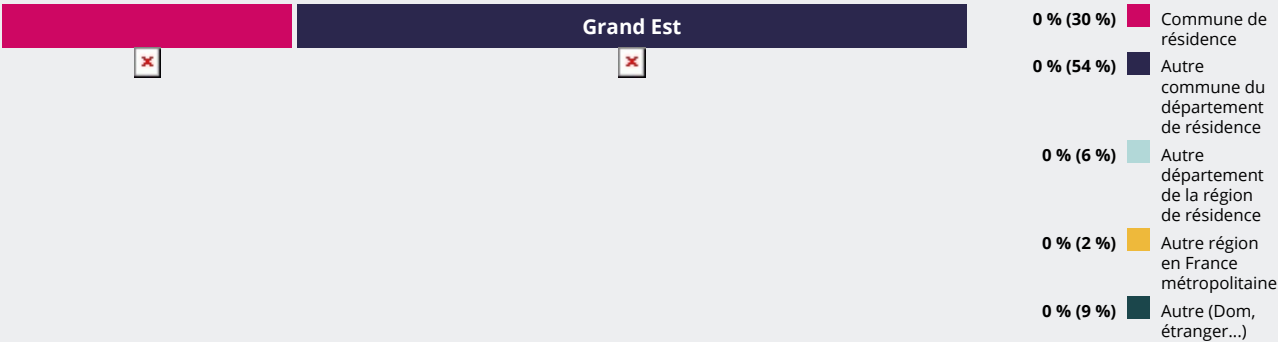 Grand Est
0 % (30 %) Commune de
résidence
0 % (54 %) Autre
commune du
département
de résidence
0 % (6 %) Autre
département
de la région
de résidence
0 % (2 %) Autre région
en France
métropolitaine
0 % (9 %) Autre (Dom,
étranger...)